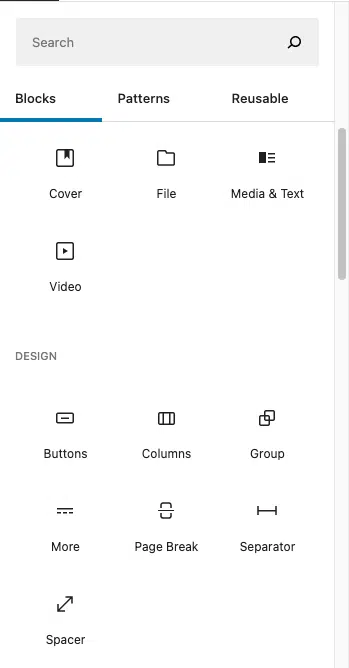 Search
Blocks Patterns Reusable
Cover File Media & Text
Video
DESIGN
Buttons Columns Group
More Page Break Separator
Spacer